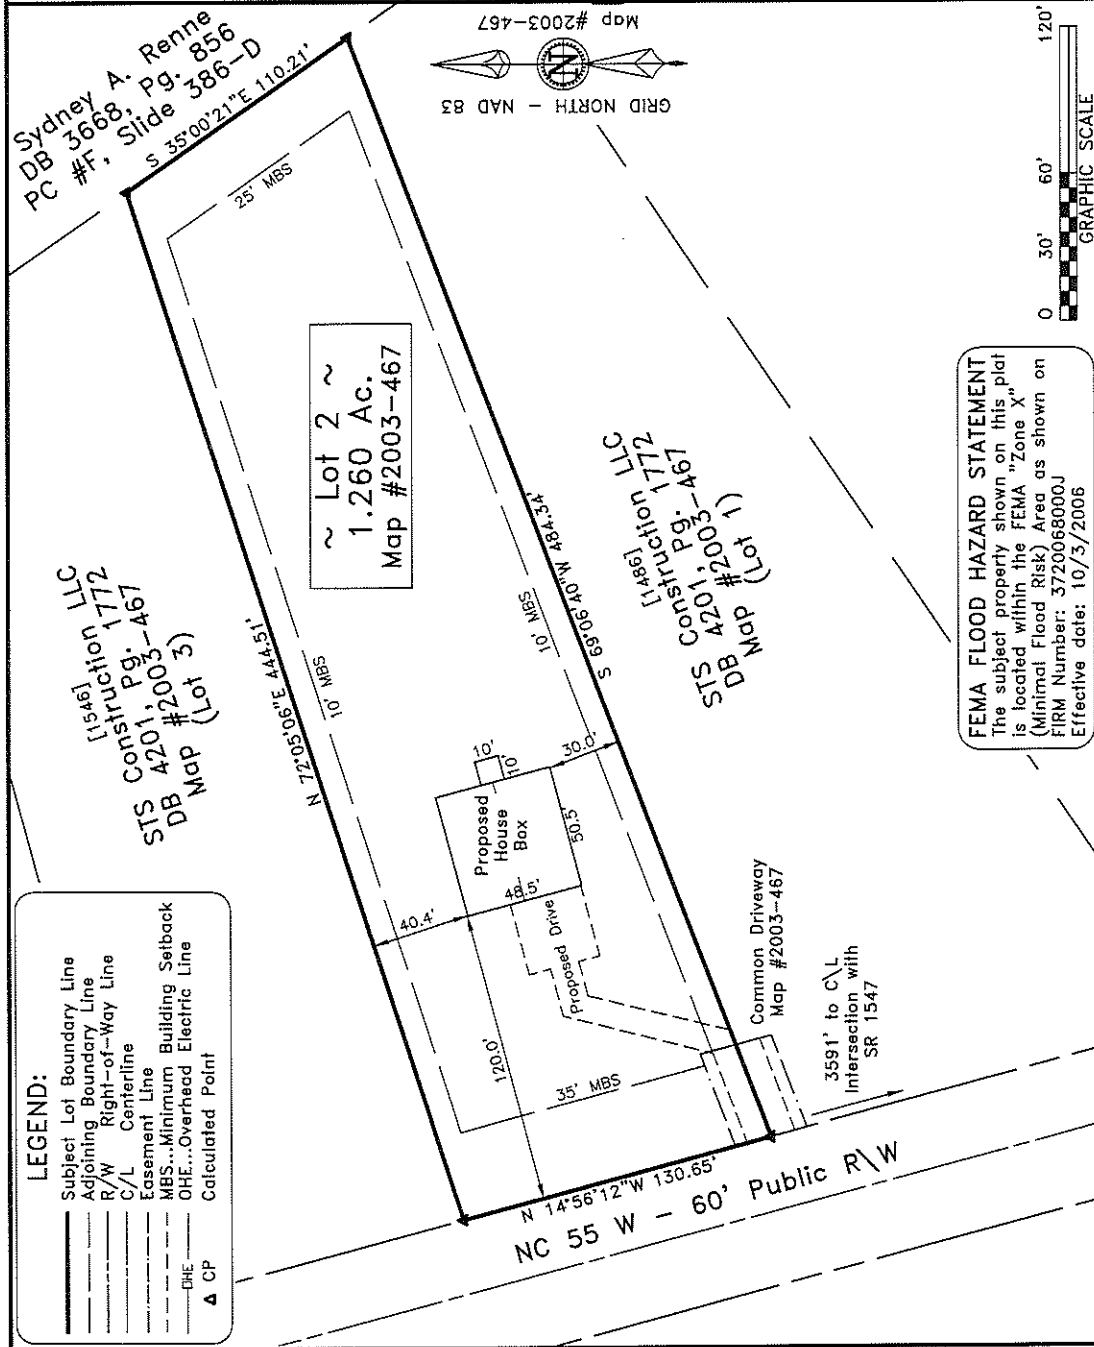 Sydney A. Renne
DB 3668, Pg. 856
PC #F, Slide 386-D
S 35°00'21"E 110.21'
Map #2003-467
N
GRID NORTH - NAD 83
25' MBS
~ Lot 2 ~
1.260 Ac.
Map #2003-467
[1546]
STS Construction LLC
DB 4201, Pg. 1772
Map #2003-467
(Lot 3)
N 72°05'06"E 444.51'
10' MBS
10' MBS
S 69°06'40"W 484.34'
[1486]
STS Construction LLC
DB 4201, Pg. 1772
Map #2003-467
(Lot 1)
10'
10'
30.0'
Proposed
House
Box
50.5'
48.5'
40.4'
Proposed Drive
120.0'
35' MBS
Common Driveway
Map #2003-467
3591' to C\L
Intersection with
SR 1547
N 14°56'12"W 130.65'
NC 55 W - 60' Public R\W
LEGEND:
Subject Lot Boundary Line
Adjoining Boundary Line
R/W Right-of-Way Line
C/L Centerline
Easement Line
MBS...Minimum Building Setback
OHE OHE...Overhead Electric Line
CP Calculated Point
FEMA FLOOD HAZARD STATEMENT
The subject property shown on this plat
is located within the FEMA "Zone X"
(Minimal Flood Risk) Area as shown on
FIRM Number: 3720068000J
Effective date: 10/3/2006
0 30' 60' 120'
GRAPHIC SCALE